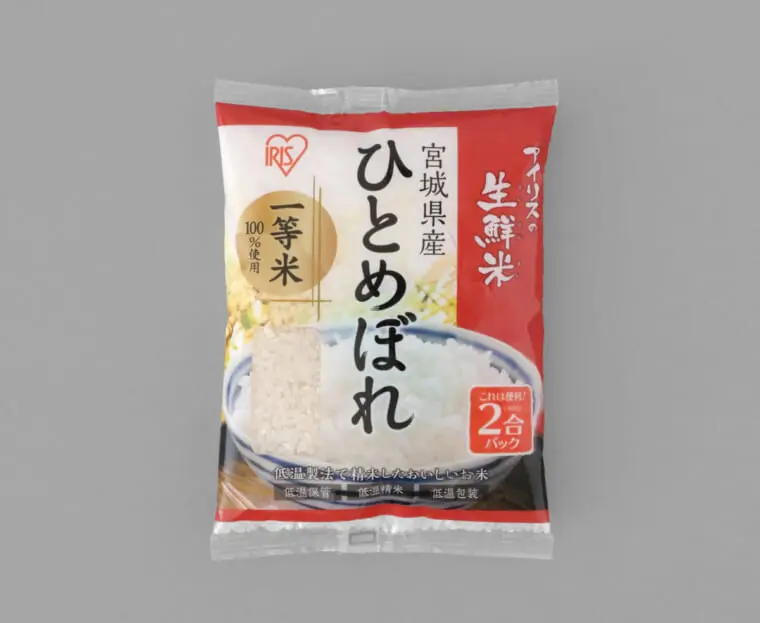 アイリスの
生鮮米
宮城県産
ひとめぼれ
IRIS
一等米
100%使用
これは便利!
2合
パック
低温製法で精米したおいしいお米
低温保管
低温精米
低温包装